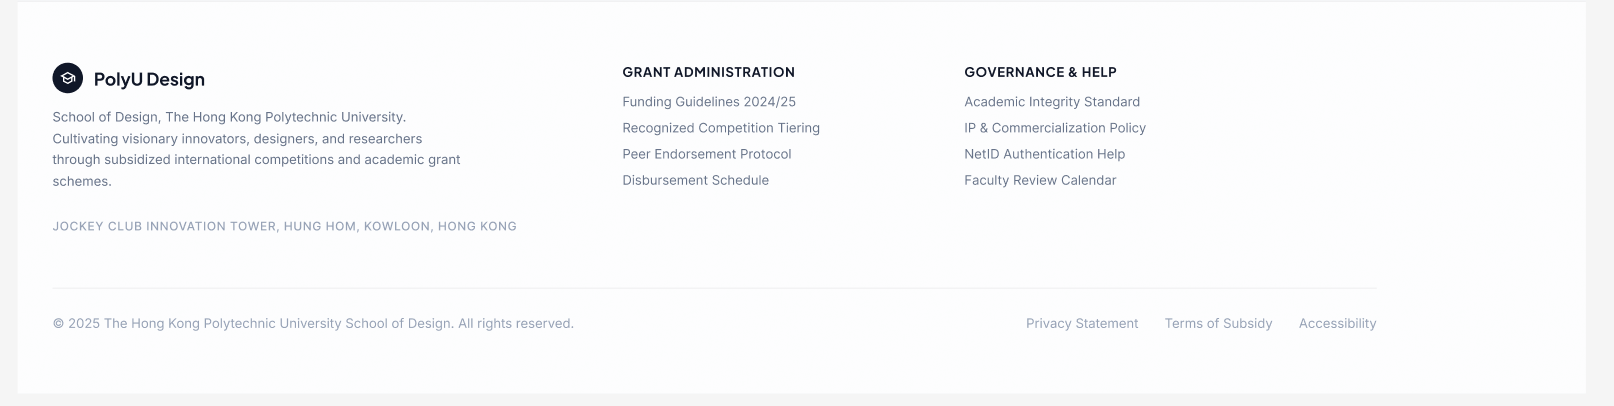 PolyU Design
School of Design, The Hong Kong Polytechnic University.
Cultivating visionary innovators, designers, and researchers
through subsidized international competitions and academic grant
schemes.
JOCKEY CLUB INNOVATION TOWER, HUNG HOM, KOWLOON, HONG KONG
GRANT ADMINISTRATION
Funding Guidelines 2024/25
Recognized Competition Tiering
Peer Endorsement Protocol
Disbursement Schedule
GOVERNANCE & HELP
Academic Integrity Standard
IP & Commercialization Policy
NetID Authentication Help
Faculty Review Calendar
© 2025 The Hong Kong Polytechnic University School of Design. All rights reserved.
Privacy Statement
Terms of Subsidy
Accessibility